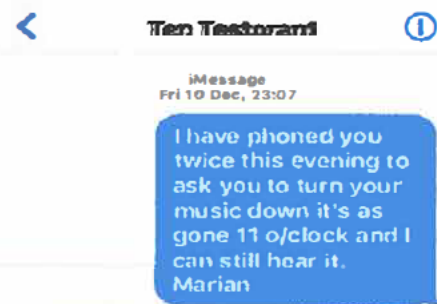 iMessage
Fri 10 Dec, 23:07
I have phoned you
twice this evening to
ask you to turn your
music down it's as
gone 11 o/clock and I
can still hear it.
Marian